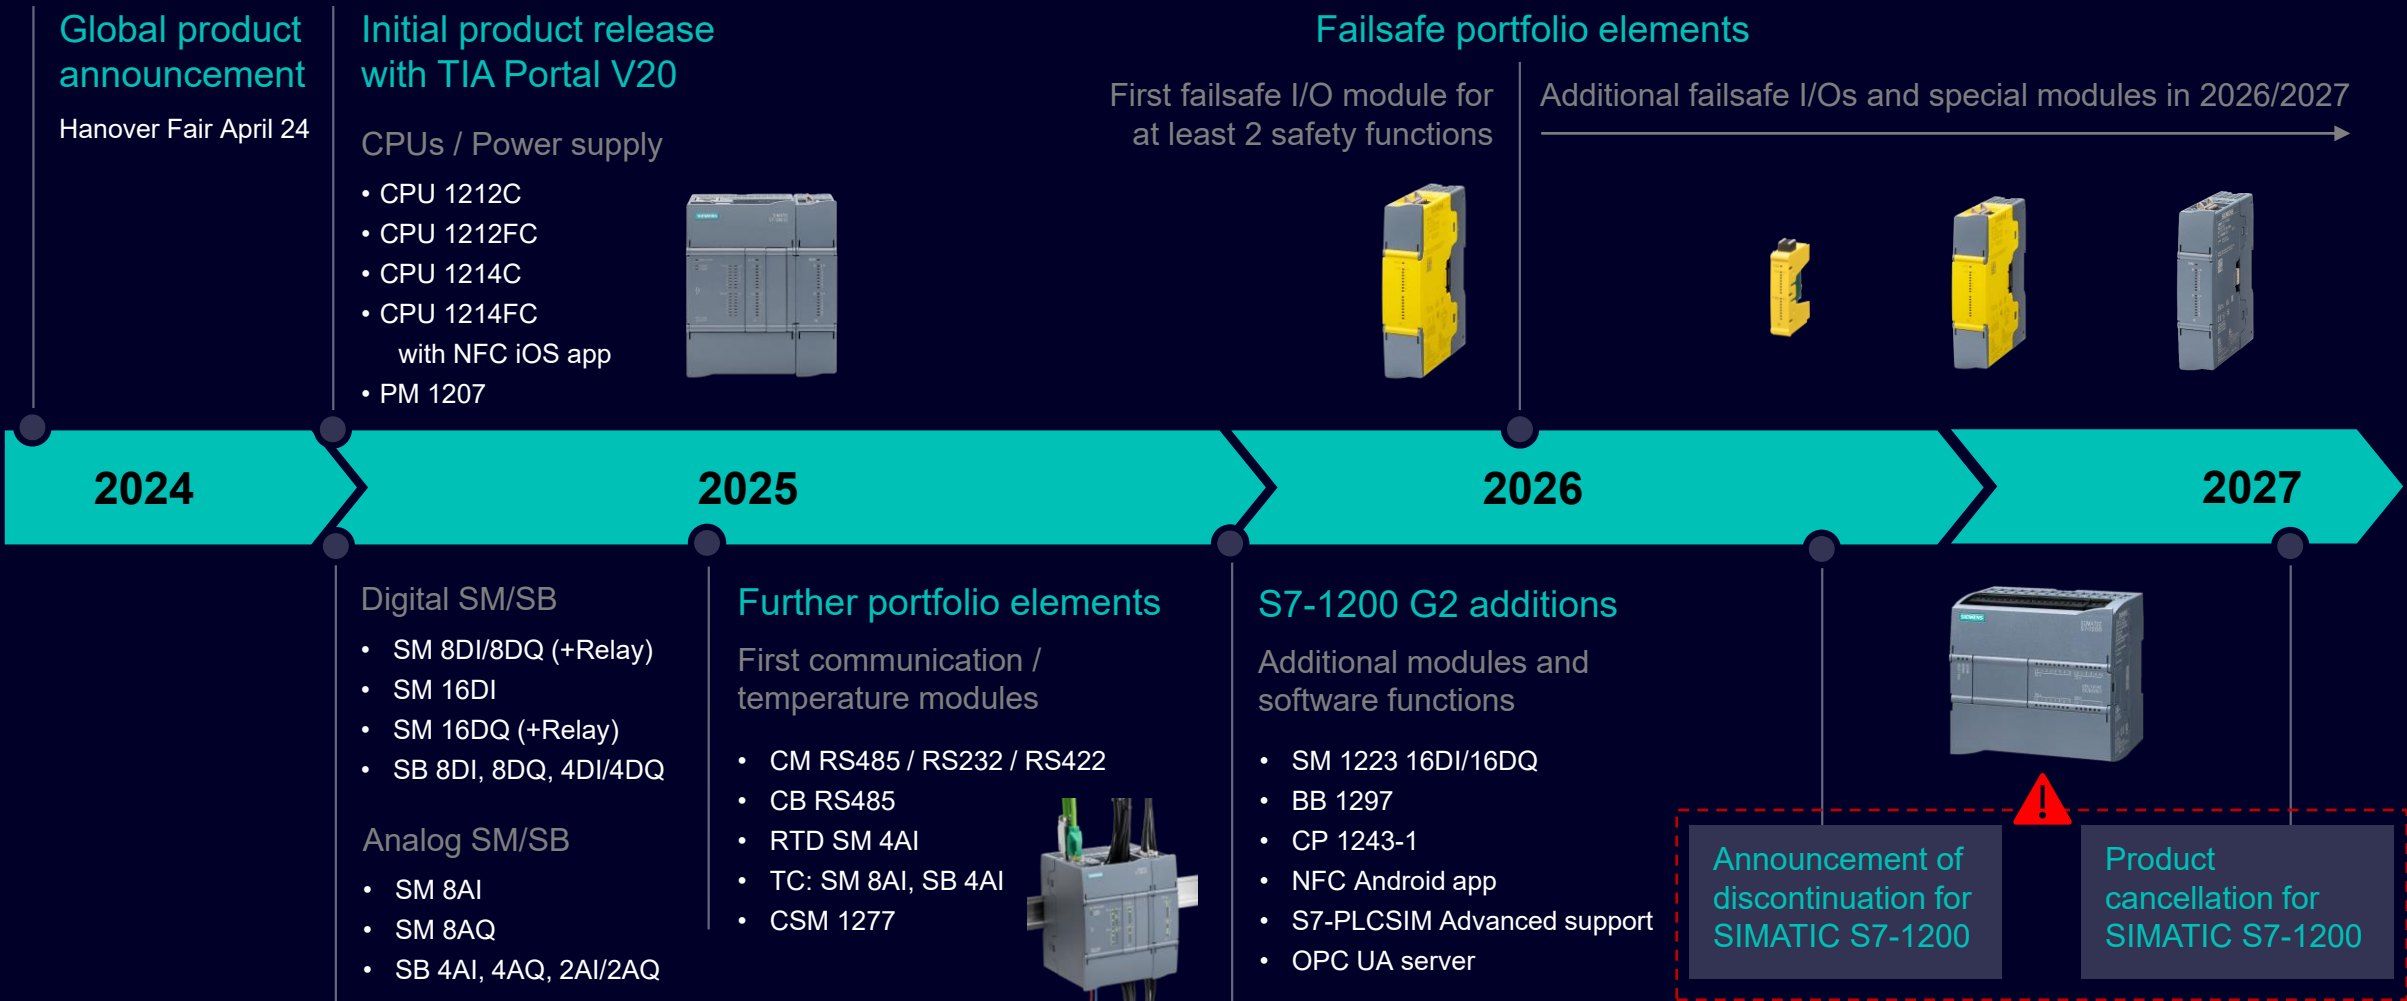 Global product
announcement
Hanover Fair April 24
Initial product release
with TIA Portal V20
CPUs / Power supply
• CPU 1212C
• CPU 1212FC
• CPU 1214C
• CPU 1214FC
with NFC iOS app
• PM 1207
Failsafe portfolio elements
First failsafe I/O module for
at least 2 safety functions
Additional failsafe I/Os and special modules in 2026/2027
SIEMENS
2024
2025
2026
2027
Digital SM/SB
• SM 8DI/8DQ (+Relay)
• SM 16DI
• SM 16DQ (+Relay)
• SB 8DI, 8DQ, 4DI/4DQ
Analog SM/SB
• SM 8AI
• SM 8AQ
• SB 4AI, 4AQ, 2AI/2AQ
Further portfolio elements
First communication /
temperature modules
• CM RS485 / RS232 / RS422
• CB RS485
• RTD SM 4AI
• TC: SM 8AI, SB 4AI
• CSM 1277
S7-1200 G2 additions
Additional modules and
software functions
• SM 1223 16DI/16DQ
• BB 1297
• CP 1243-1
• NFC Android app
• S7-PLCSIM Advanced support
• OPC UA server
SIEMENS
SIMATIC
S7-1200
Announcement of
discontinuation for
SIMATIC S7-1200
Product
cancellation for
SIMATIC S7-1200